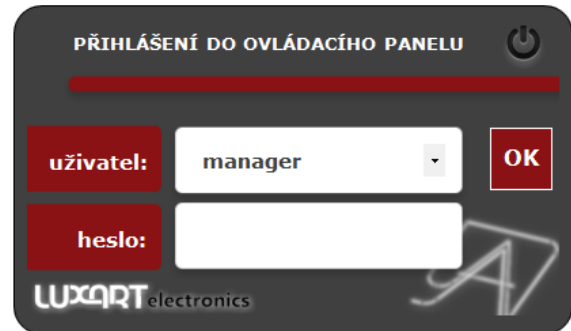 PŘIHLÁŠENÍ DO OVLÁDACÍHO PANELU
uživatel: manager OK
heslo:
LUXART electronics